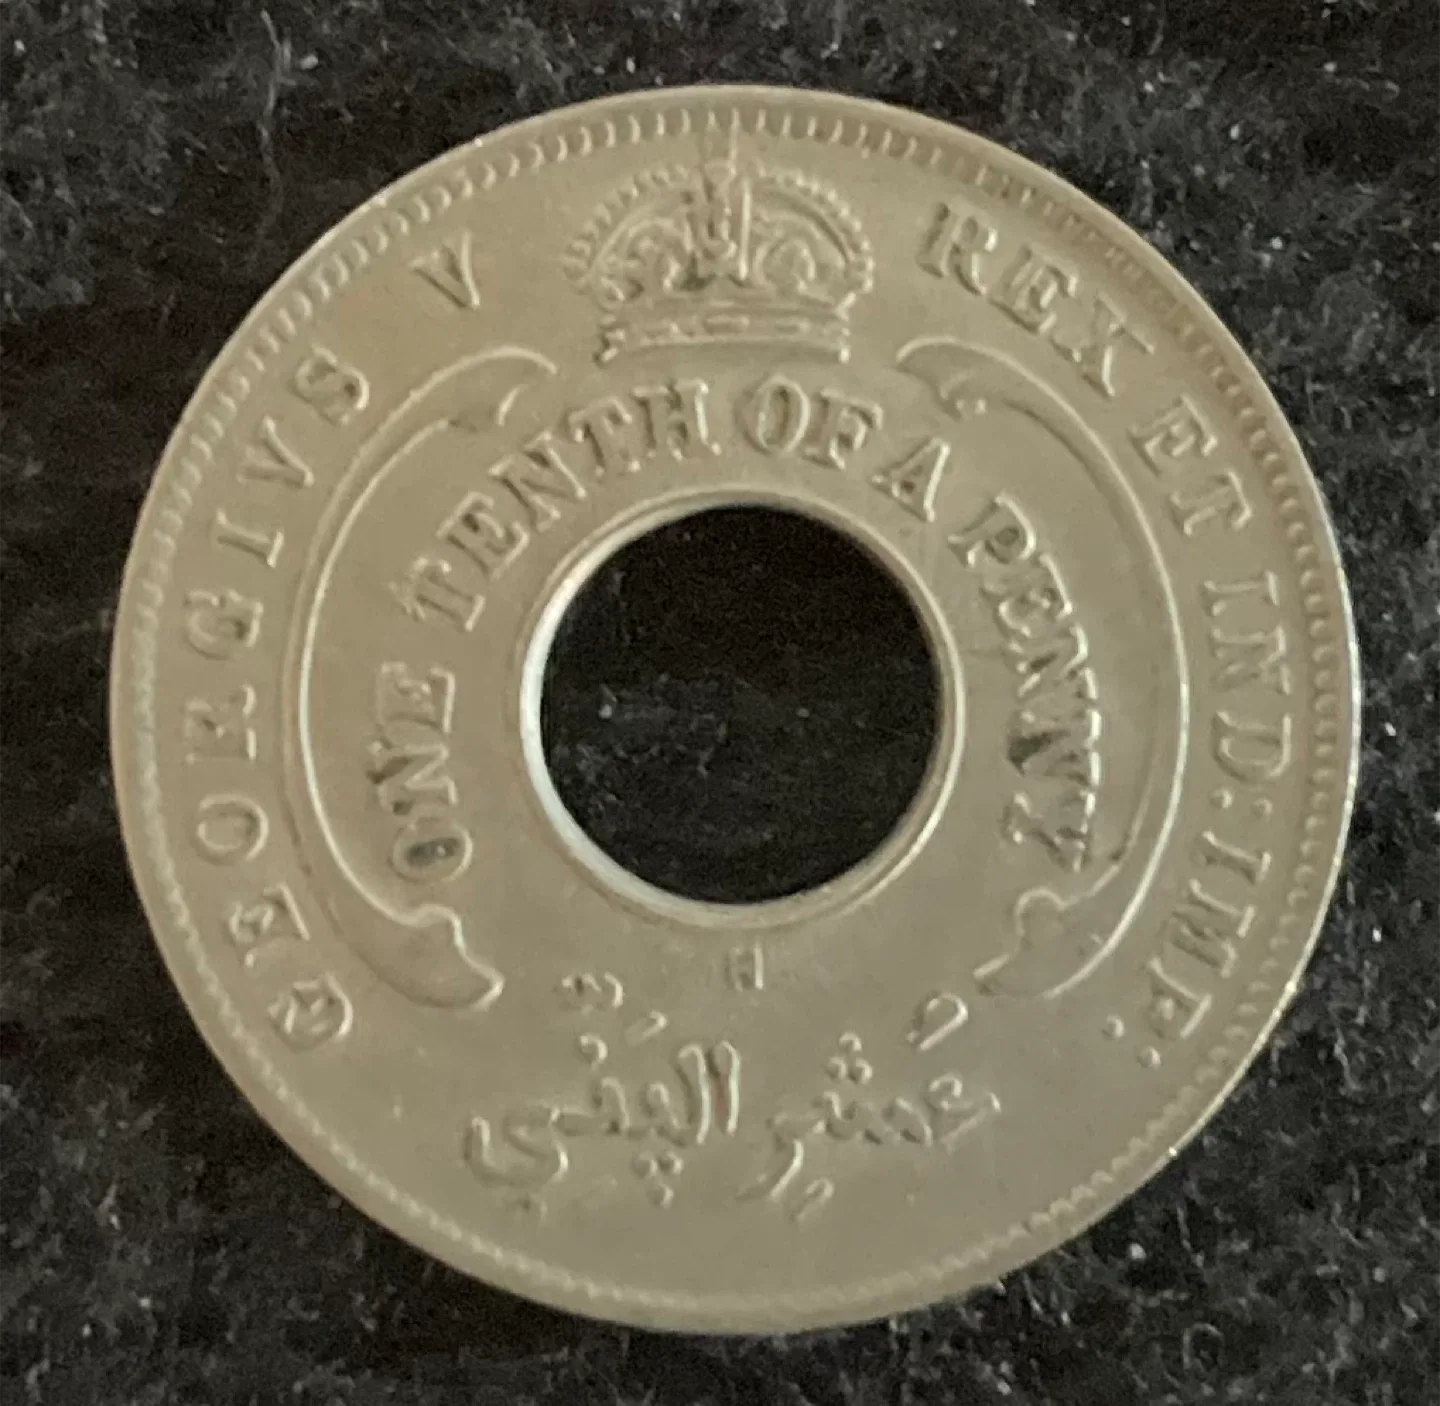 GEORGIVS V REX ET IND: IMP:
ONE TENTH OF A PENNY
H
عشر البني